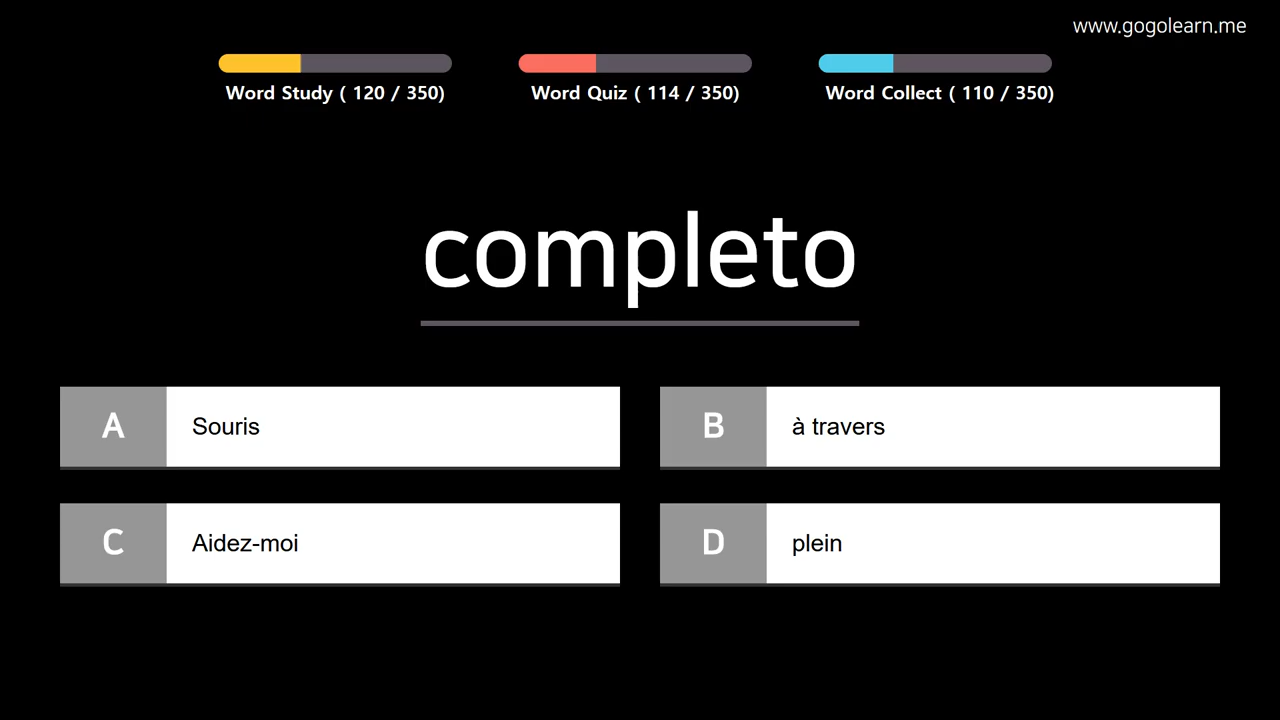 www.gogolearn.me
Word Study ( 120 / 350)
Word Quiz ( 114 / 350)
Word Collect ( 110 / 350)
completo
A
Souris
B
à travers
C
Aidez-moi
D
plein